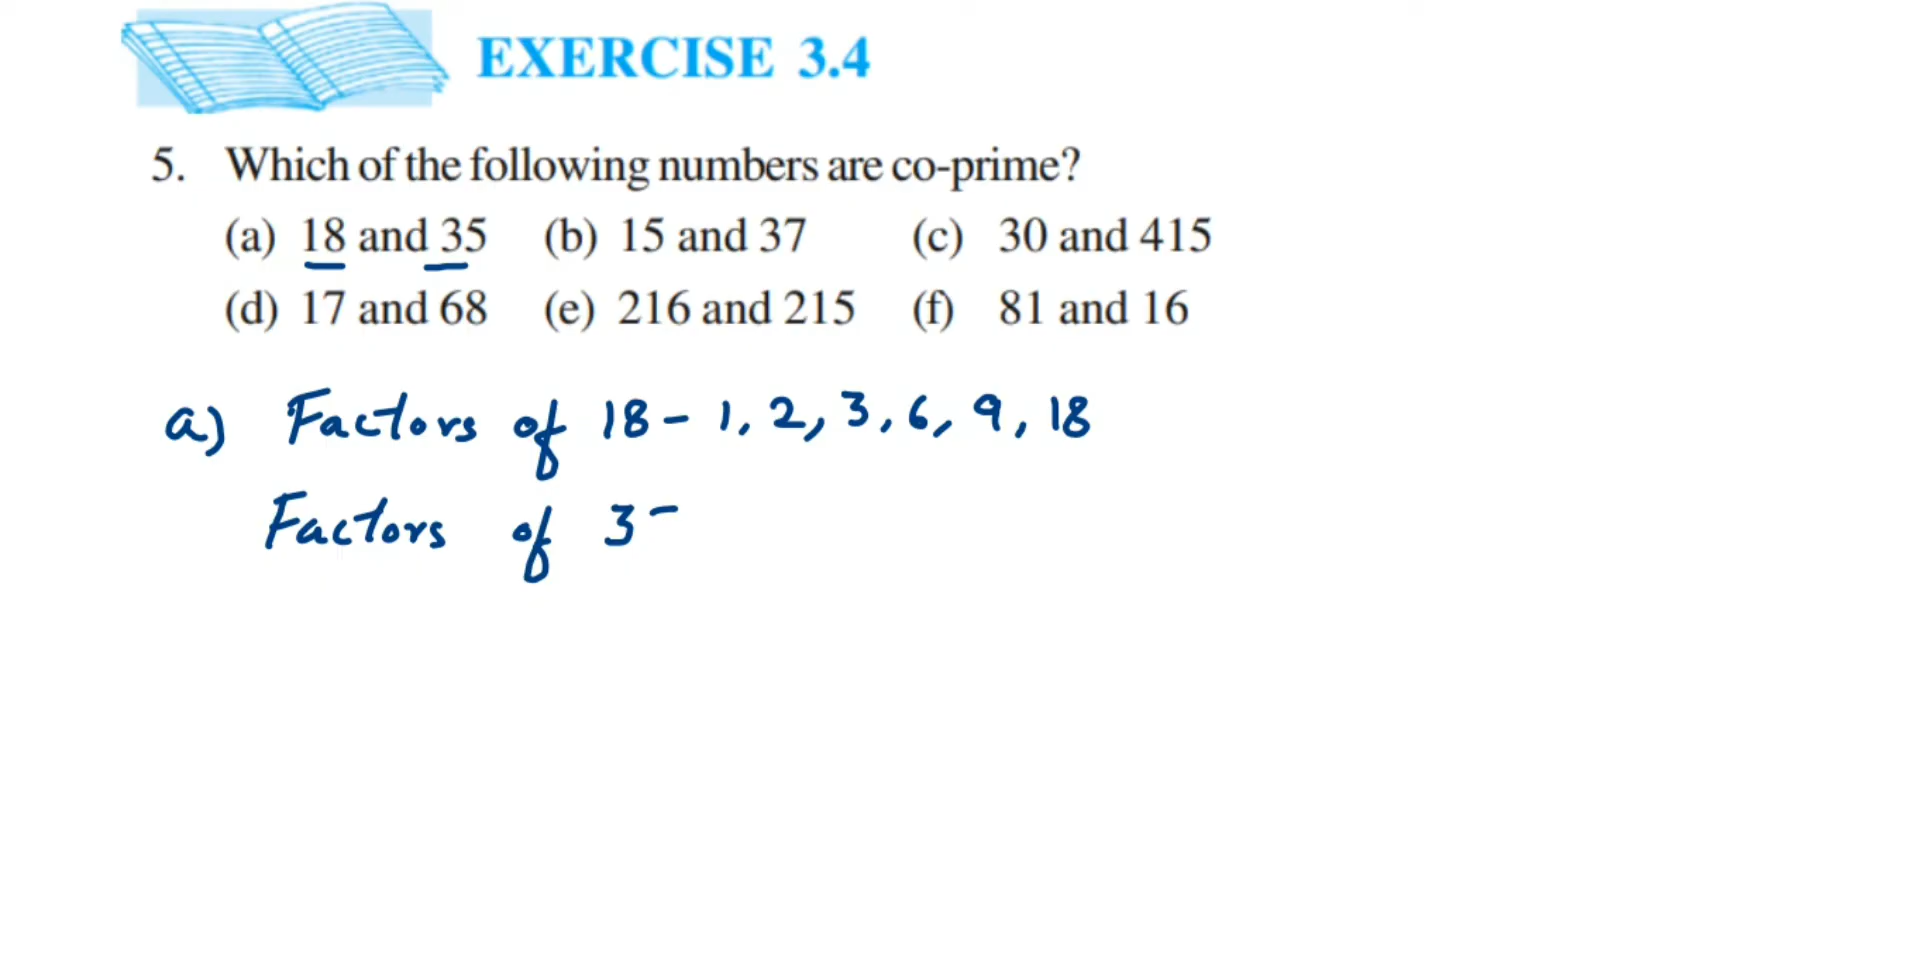 EXERCISE 3.4
5. Which of the following numbers are co-prime?
(a) 18 and 35 (b) 15 and 37 (c) 30 and 415
(d) 17 and 68 (e) 216 and 215 (f) 81 and 16
a) Factors of 18 - 1, 2, 3, 6, 9, 18
Factors of 3 -